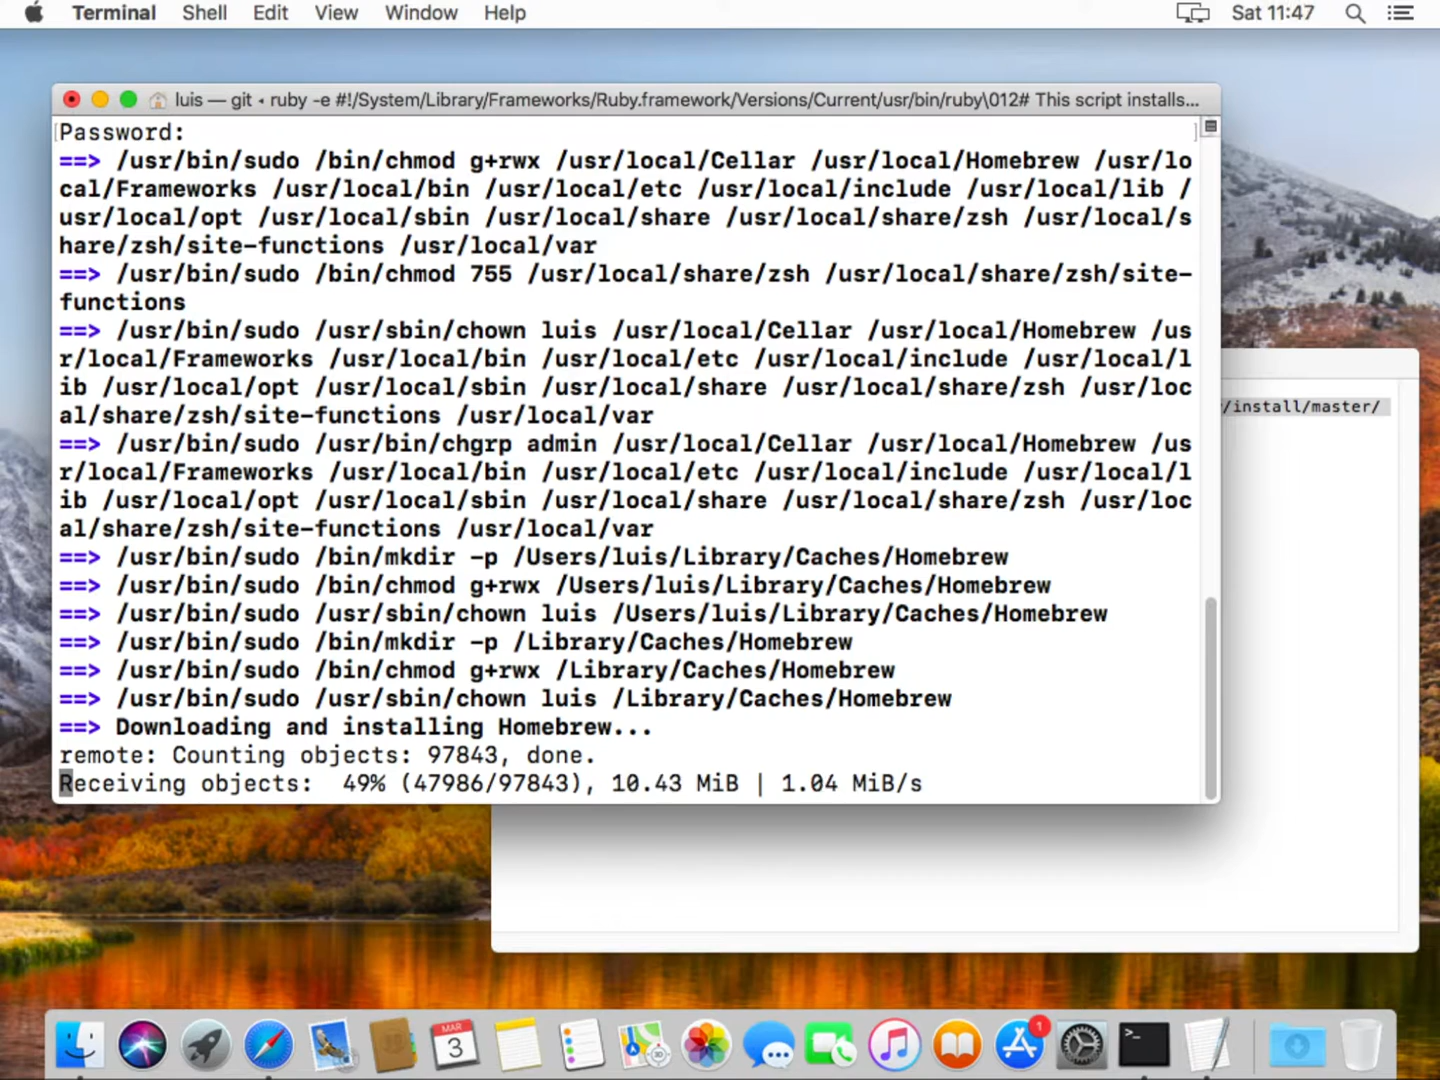 Terminal Shell Edit View Window Help Sat 11:47
luis — git ◂ ruby -e #!/System/Library/Frameworks/Ruby.framework/Versions/Current/usr/bin/ruby\012# This script installs...
Password:
==> /usr/bin/sudo /bin/chmod g+rwx /usr/local/Cellar /usr/local/Homebrew /usr/lo
cal/Frameworks /usr/local/bin /usr/local/etc /usr/local/include /usr/local/lib /
usr/local/opt /usr/local/sbin /usr/local/share /usr/local/share/zsh /usr/local/s
hare/zsh/site-functions /usr/local/var
==> /usr/bin/sudo /bin/chmod 755 /usr/local/share/zsh /usr/local/share/zsh/site-
functions
==> /usr/bin/sudo /usr/sbin/chown luis /usr/local/Cellar /usr/local/Homebrew /us
r/local/Frameworks /usr/local/bin /usr/local/etc /usr/local/include /usr/local/l
ib /usr/local/opt /usr/local/sbin /usr/local/share /usr/local/share/zsh /usr/loc
al/share/zsh/site-functions /usr/local/var
==> /usr/bin/sudo /usr/bin/chgrp admin /usr/local/Cellar /usr/local/Homebrew /us
r/local/Frameworks /usr/local/bin /usr/local/etc /usr/local/include /usr/local/l
ib /usr/local/opt /usr/local/sbin /usr/local/share /usr/local/share/zsh /usr/loc
al/share/zsh/site-functions /usr/local/var
==> /usr/bin/sudo /bin/mkdir -p /Users/luis/Library/Caches/Homebrew
==> /usr/bin/sudo /bin/chmod g+rwx /Users/luis/Library/Caches/Homebrew
==> /usr/bin/sudo /usr/sbin/chown luis /Users/luis/Library/Caches/Homebrew
==> /usr/bin/sudo /bin/mkdir -p /Library/Caches/Homebrew
==> /usr/bin/sudo /bin/chmod g+rwx /Library/Caches/Homebrew
==> /usr/bin/sudo /usr/sbin/chown luis /Library/Caches/Homebrew
==> Downloading and installing Homebrew...
remote: Counting objects: 97843, done.
Receiving objects:  49% (47986/97843), 10.43 MiB | 1.04 MiB/s
/install/master/
MAR
3
3D
1
>_